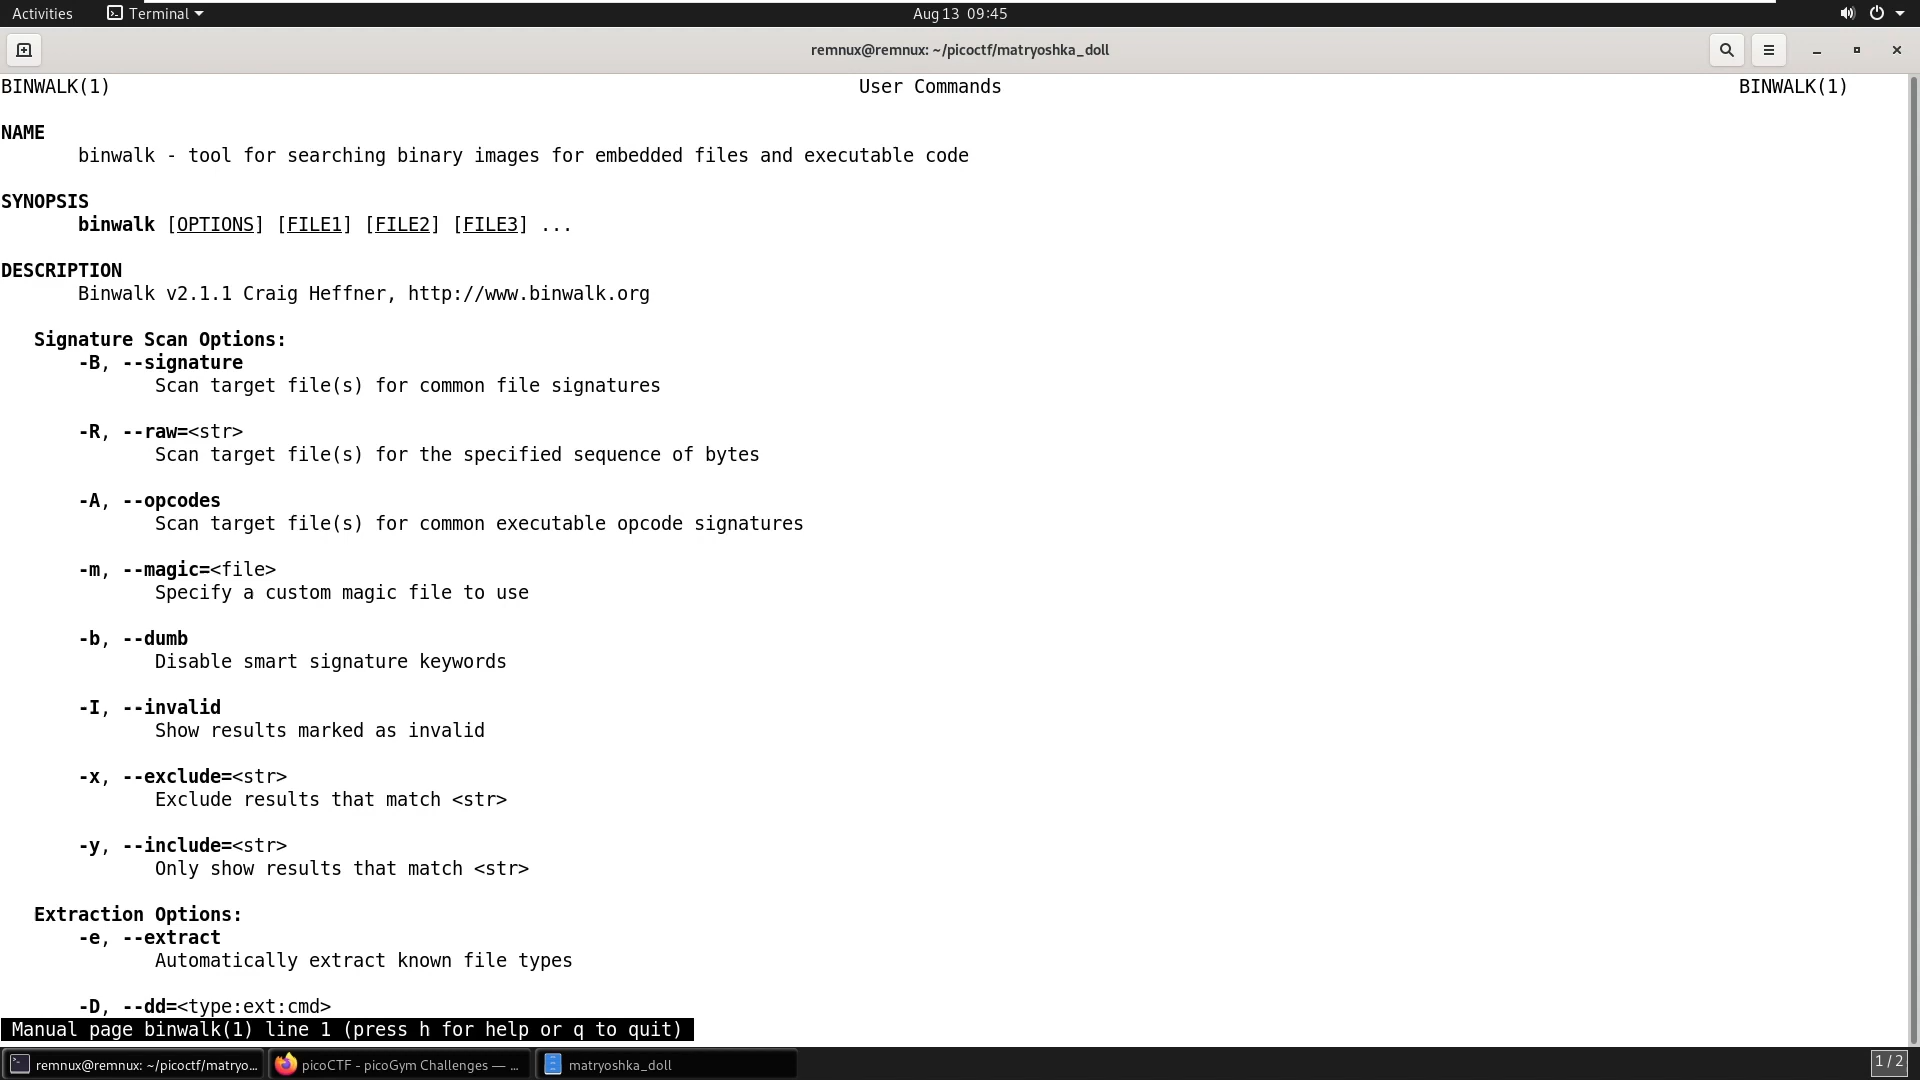 Activities
Terminal
Aug 13 09:45
remnux@remnux: ~/picoctf/matryoshka_doll
BINWALK(1) User Commands BINWALK(1)
NAME
binwalk - tool for searching binary images for embedded files and executable code
SYNOPSIS
binwalk [OPTIONS] [FILE1] [FILE2] [FILE3] ...
DESCRIPTION
Binwalk v2.1.1 Craig Heffner, http://www.binwalk.org
Signature Scan Options:
-B, --signature
Scan target file(s) for common file signatures
-R, --raw=<str>
Scan target file(s) for the specified sequence of bytes
-A, --opcodes
Scan target file(s) for common executable opcode signatures
-m, --magic=<file>
Specify a custom magic file to use
-b, --dumb
Disable smart signature keywords
-I, --invalid
Show results marked as invalid
-x, --exclude=<str>
Exclude results that match <str>
-y, --include=<str>
Only show results that match <str>
Extraction Options:
-e, --extract
Automatically extract known file types
-D, --dd=<type:ext:cmd>
Manual page binwalk(1) line 1 (press h for help or q to quit)
remnux@remnux: ~/picoctf/matryo…
picoCTF - picoGym Challenges — …
matryoshka_doll
1 / 2